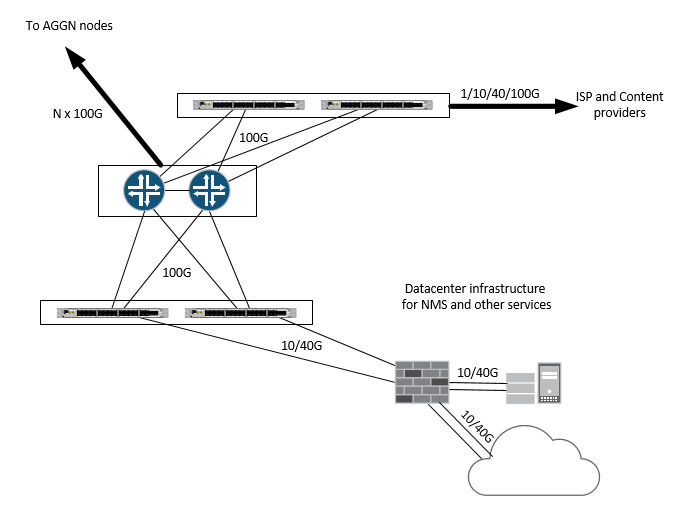 To AGGN nodes
N x 100G
1/10/40/100G
ISP and Content
providers
100G
100G
Datacenter infrastructure
for NMS and other services
10/40G
10/40G
10/40G